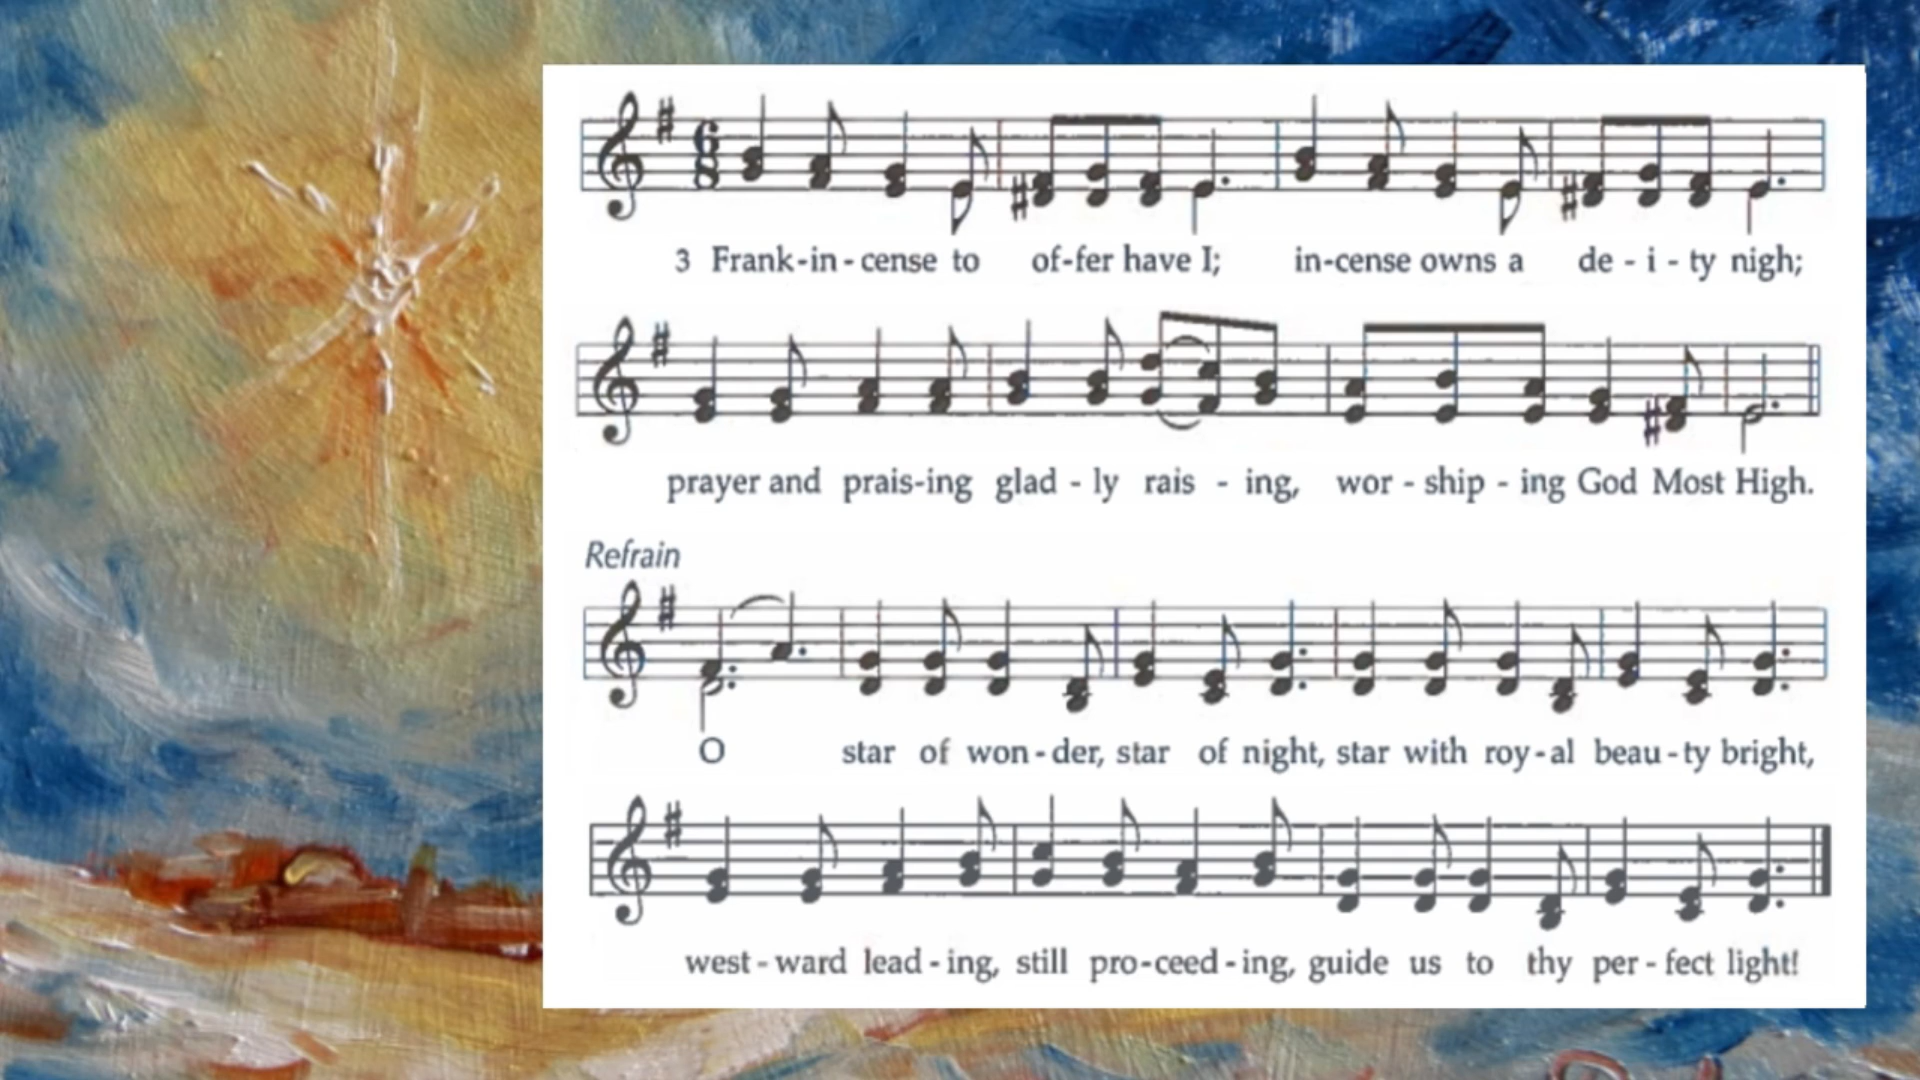 3 Frank-in-cense to of-fer have I; in-cense owns a de-i-ty nigh;
prayer and prais-ing glad-ly rais-ing, wor-ship-ing God Most High.
Refrain
O star of won-der, star of night, star with roy-al beau-ty bright,
west-ward lead-ing, still pro-ceed-ing, guide us to thy per-fect light!